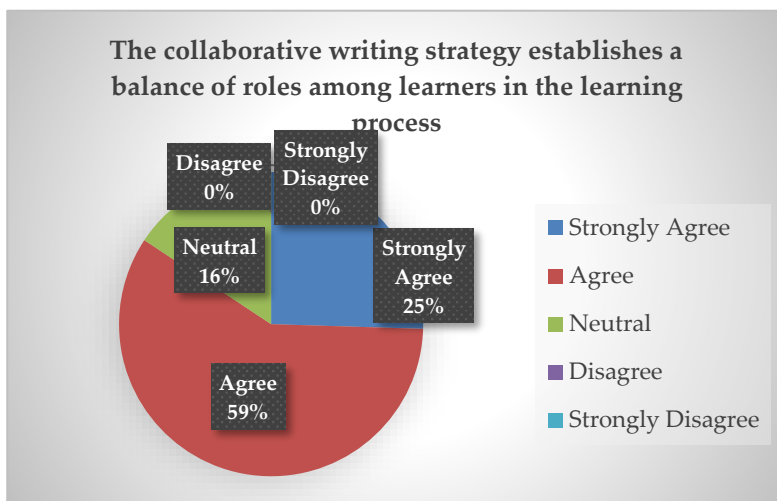 The collaborative writing strategy establishes a
balance of roles among learners in the learning
process
Disagree
0%
Strongly
Disagree
0%
Neutral
16%
Strongly
Agree
25%
Agree
59%
Strongly Agree
Agree
Neutral
Disagree
Strongly Disagree